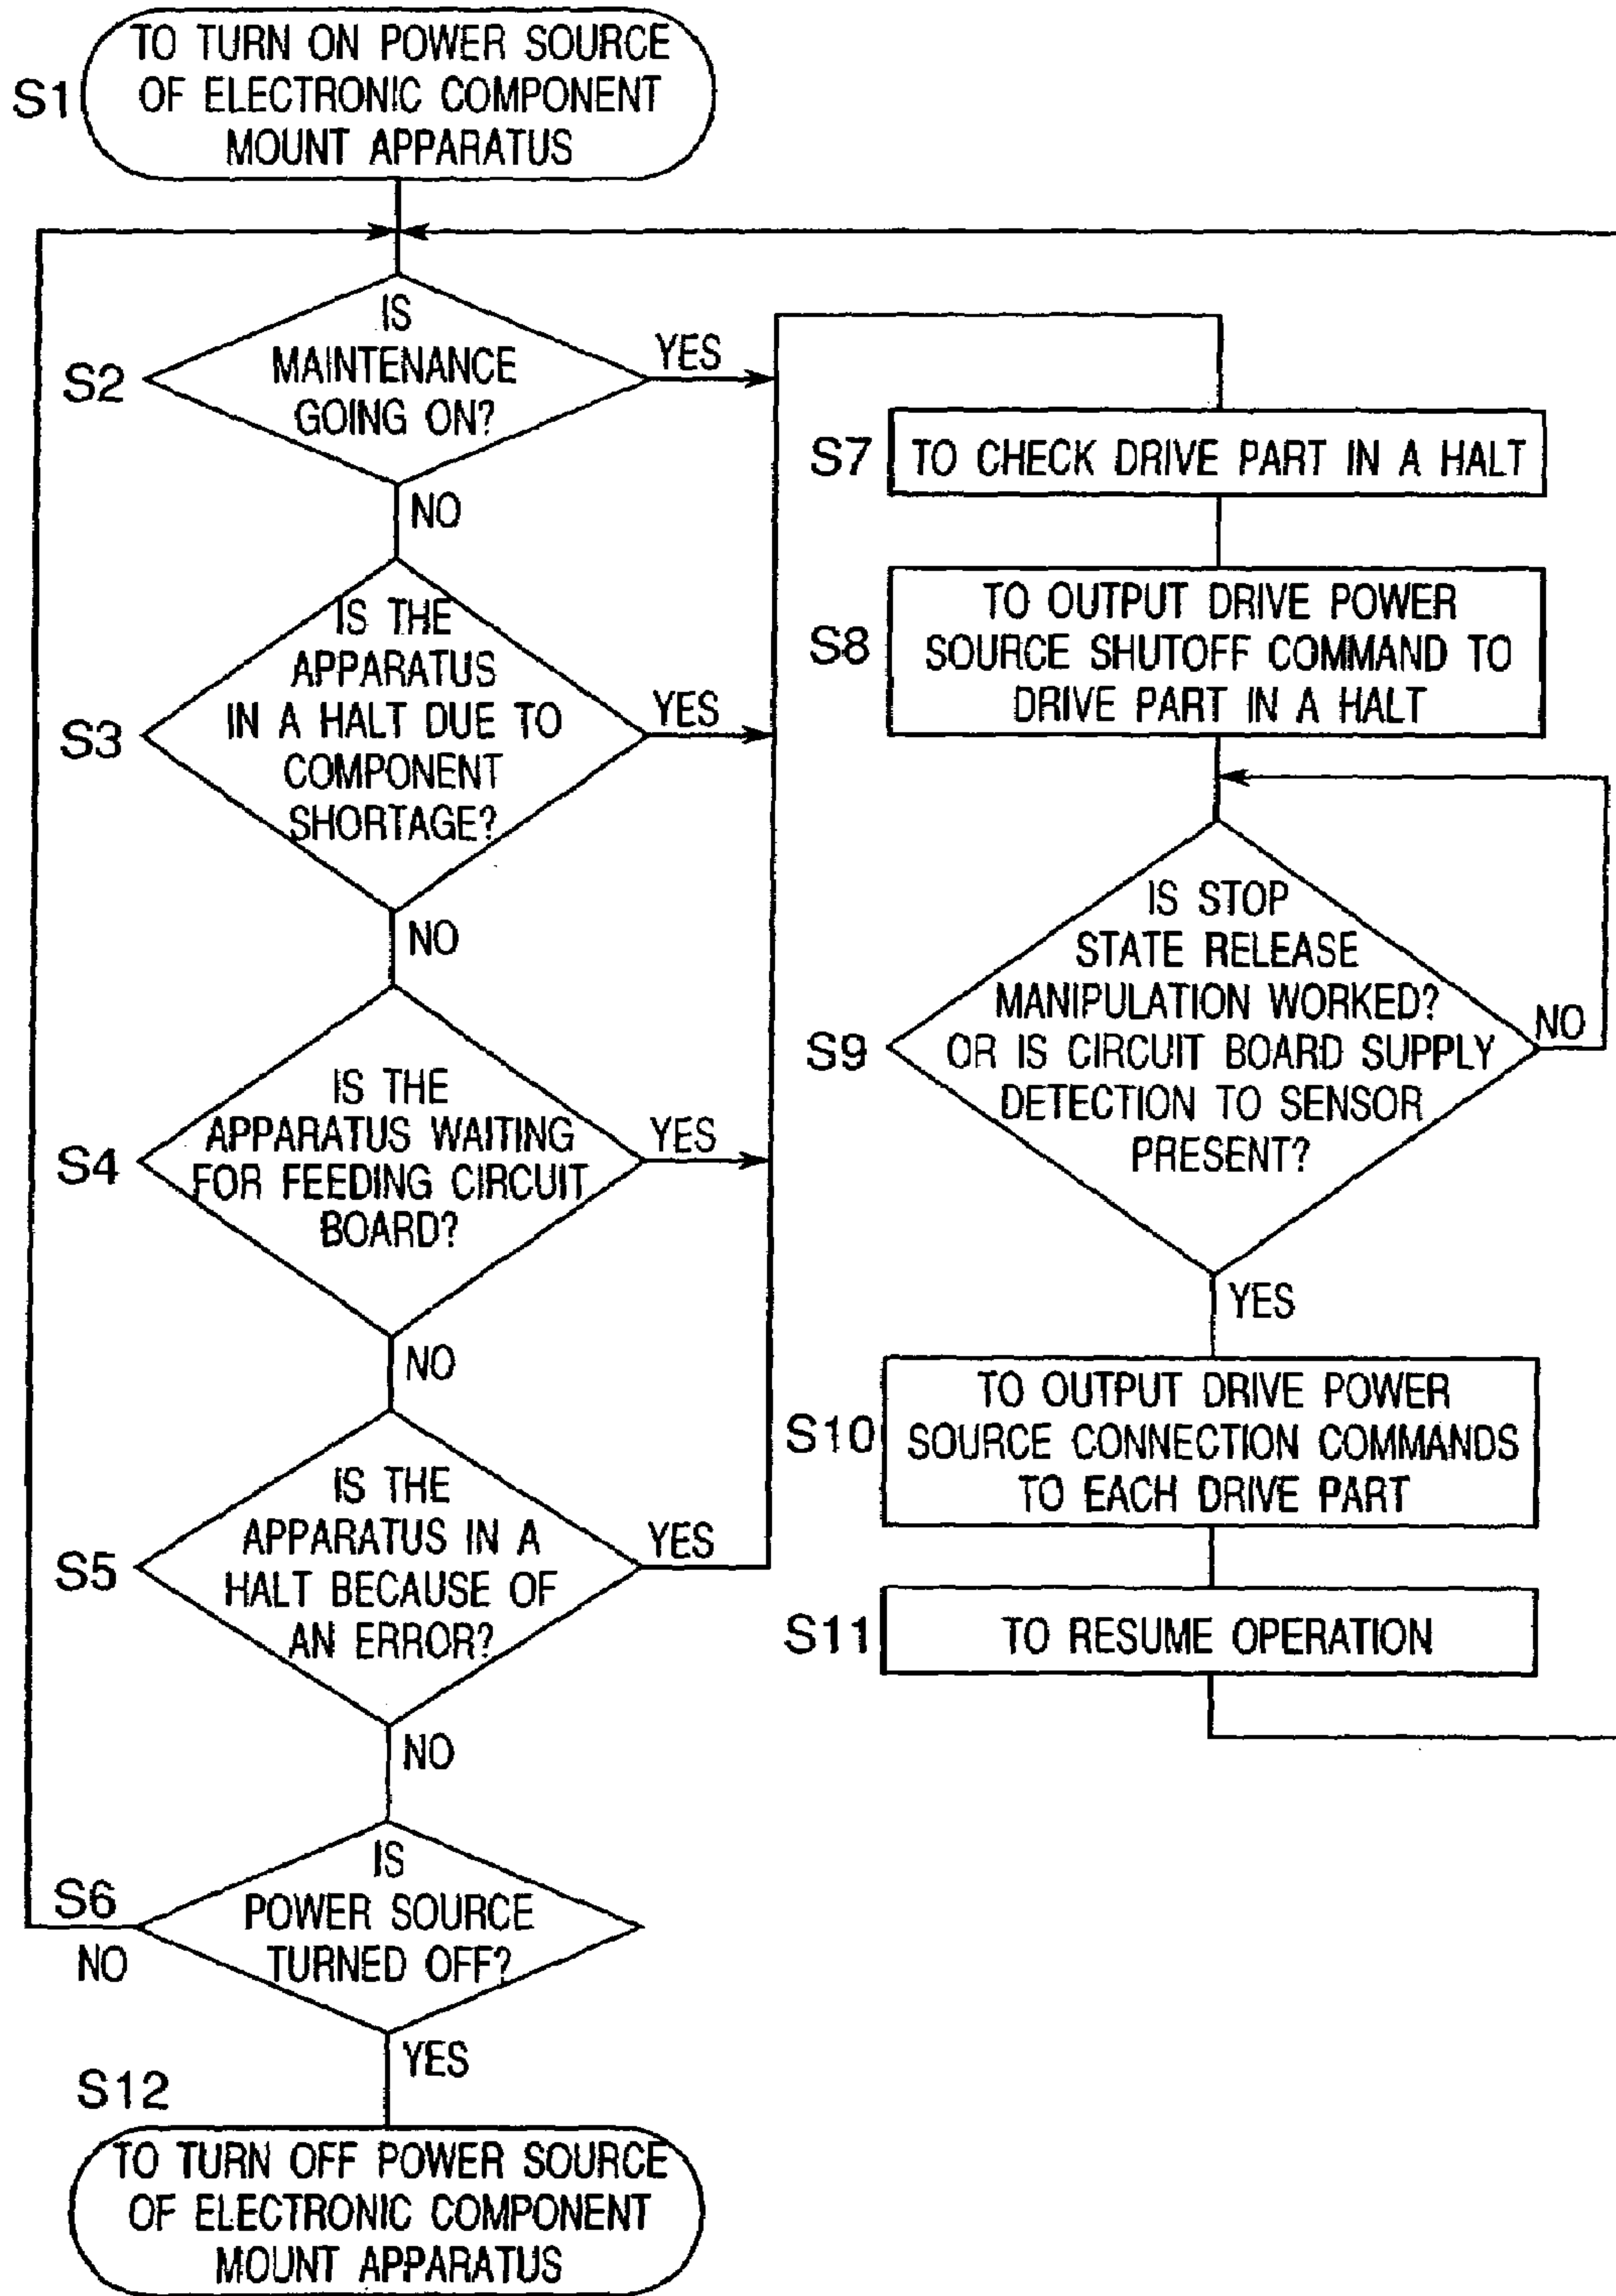 TO TURN ON POWER SOURCE
S1
OF ELECTRONIC COMPONENT
MOUNT APPARATUS
IS
MAINTENANCE
GOING ON?
S2
YES
NO
IS THE
APPARATUS
IN A HALT DUE TO
COMPONENT
SHORTAGE?
S3
YES
NO
IS THE
APPARATUS WAITING
FOR FEEDING CIRCUIT
BOARD?
S4
YES
NO
IS THE
APPARATUS IN A
HALT BECAUSE OF
AN ERROR?
S5
YES
NO
IS
POWER SOURCE
TURNED OFF?
S6
NO
YES
S12
TO TURN OFF POWER SOURCE
OF ELECTRONIC COMPONENT
MOUNT APPARATUS
S7
TO CHECK DRIVE PART IN A HALT
S8
TO OUTPUT DRIVE POWER
SOURCE SHUTOFF COMMAND TO
DRIVE PART IN A HALT
S9
IS STOP
STATE RELEASE
MANIPULATION WORKED?
OR IS CIRCUIT BOARD SUPPLY
DETECTION TO SENSOR
PRESENT?
NO
YES
S10
TO OUTPUT DRIVE POWER
SOURCE CONNECTION COMMANDS
TO EACH DRIVE PART
S11
TO RESUME OPERATION